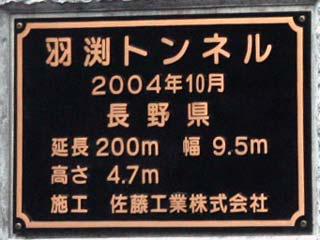 羽渕トンネル
2004年10月
長野県
延長 200m 幅 9.5m
高さ 4.7m
施工 佐藤工業株式会社